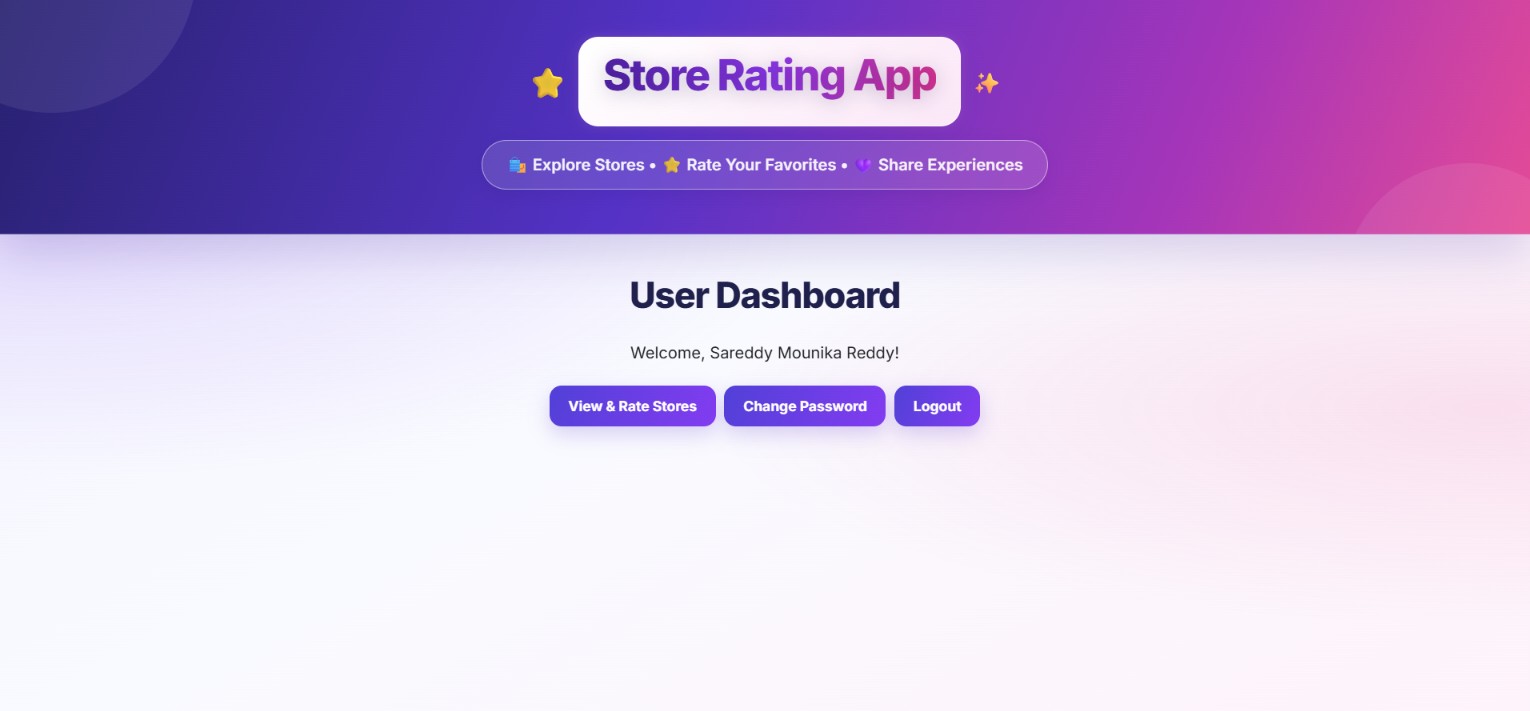 Store Rating App
Explore Stores • Rate Your Favorites • Share Experiences
User Dashboard
Welcome, Sareddy Mounika Reddy!
View & Rate Stores Change Password Logout